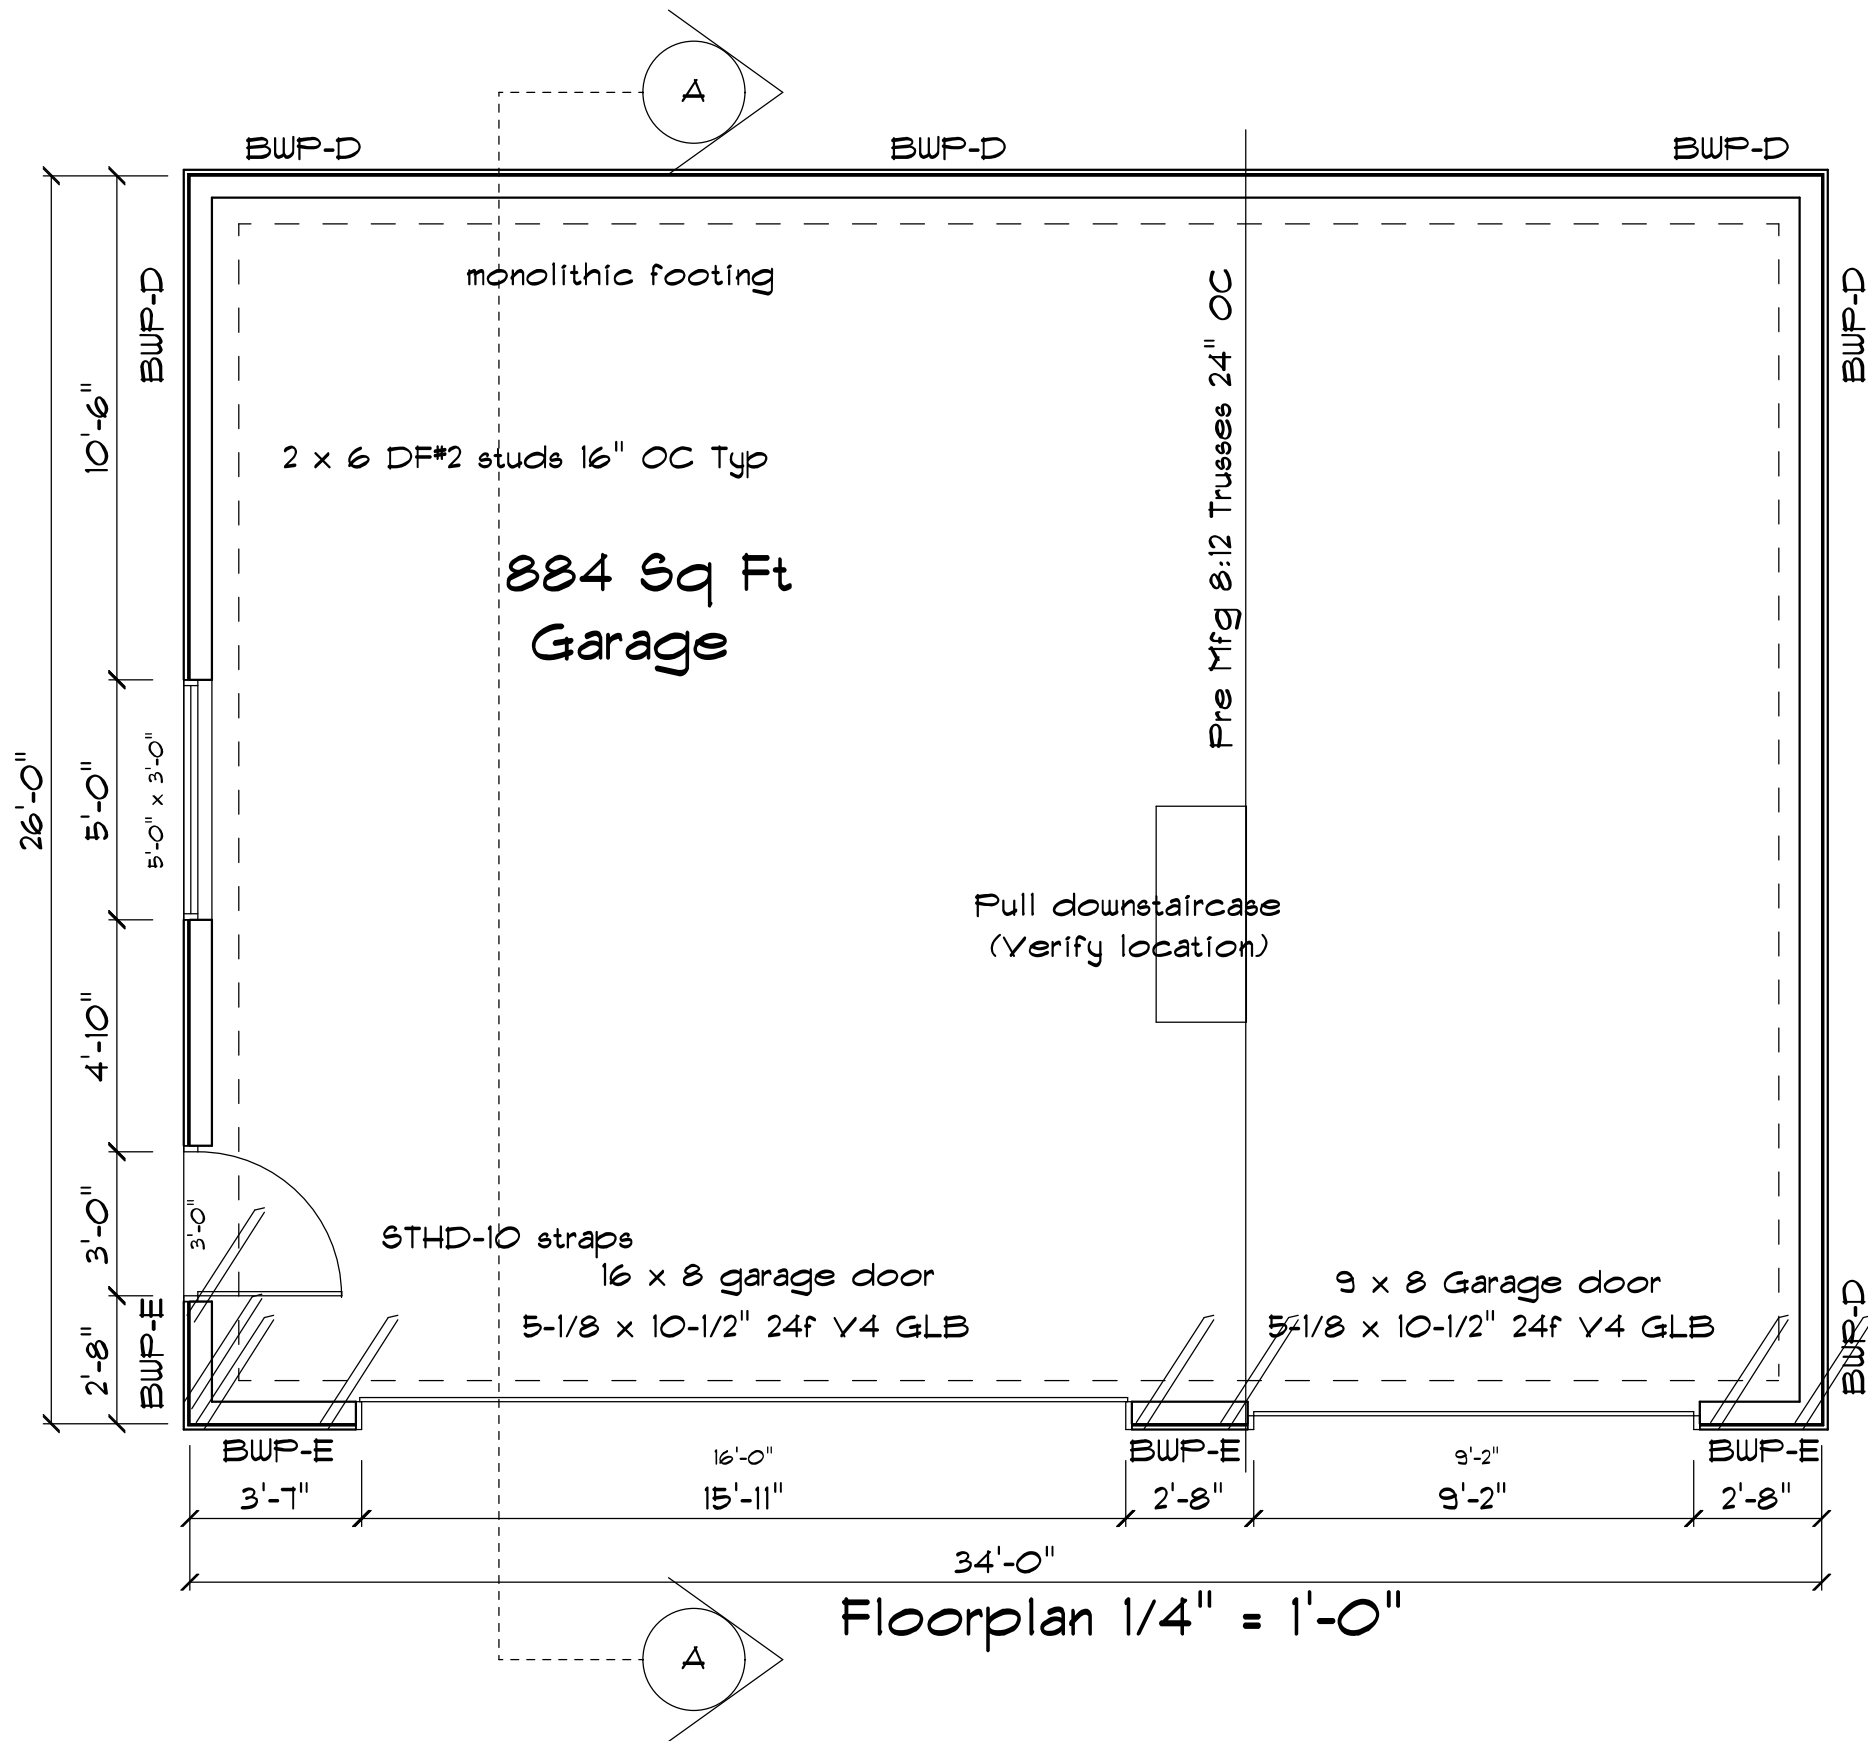 A
BWP-D
BWP-D
BWP-D
monolithic footing
BWP-D
BWP-D
Pre Mfg 8:12 Trusses 24" OC
10'-6"
2 x 6 DF#2 studs 16" OC Typ
884 Sq Ft
Garage
26'-0"
5'-0"
5'-0" x 3'-0"
Pull downstaircase
(Verify location)
4'-10"
3'-0"
3'-0"
STHD-10 straps
16 x 8 garage door
5-1/8 x 10-1/2" 24f V4 GLB
9 x 8 Garage door
5-1/8 x 10-1/2" 24f V4 GLB
2'-8"
BWP-E
BWP-D
BWP-E
16'-0"
BWP-E
9'-2"
BWP-E
3'-7"
15'-11"
2'-8"
9'-2"
2'-8"
34'-0"
Floorplan 1/4" = 1'-0"
A